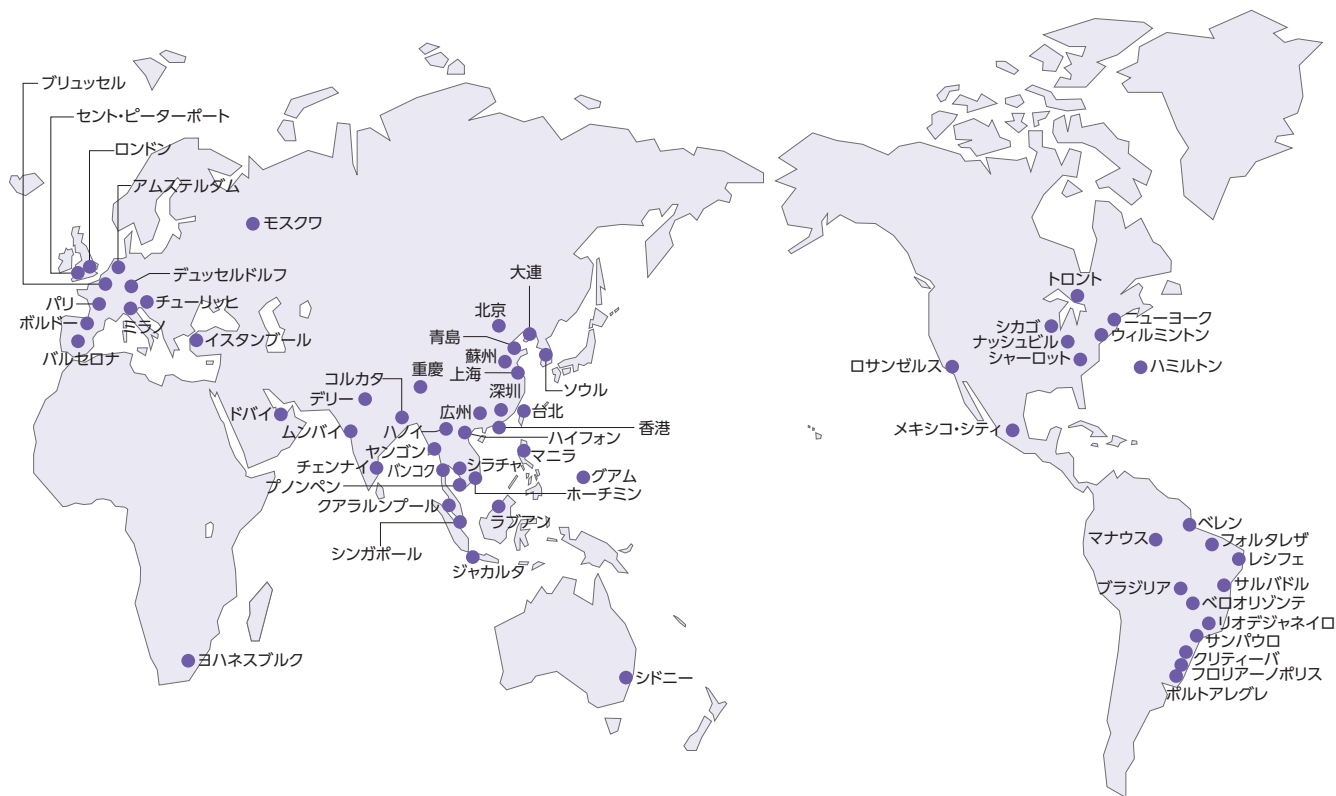 ブリュッセル
セント・ピーターポート
ロンドン
アムステルダム
モスクワ
デュッセルドルフ
チューリッヒ
パリ
ボルドー
ミラノ
バルセロナ
イスタンブール
大連
北京
青島
蘇州
上海
重慶
コルカタ
デリー
深圳
ソウル
ドバイ
広州
台北
ムンバイ
ハノイ
香港
ハイフォン
ヤンゴン
マニラ
チェンナイ
バンコク
シラチャ
グアム
プノンペン
ホーチミン
クアラルンプール
ラブアン
シンガポール
ジャカルタ
ヨハネスブルク
シドニー
トロント
シカゴ
ニューヨーク
ナッシュビル
ウィルミントン
シャーロット
ロサンゼルス
ハミルトン
メキシコ・シティ
ベレン
マナウス
フォルタレザ
レシフェ
ブラジリア
サルバドル
ベロオリゾンテ
リオデジャネイロ
サンパウロ
クリティーバ
フロリアーノポリス
ポルトアレグレ